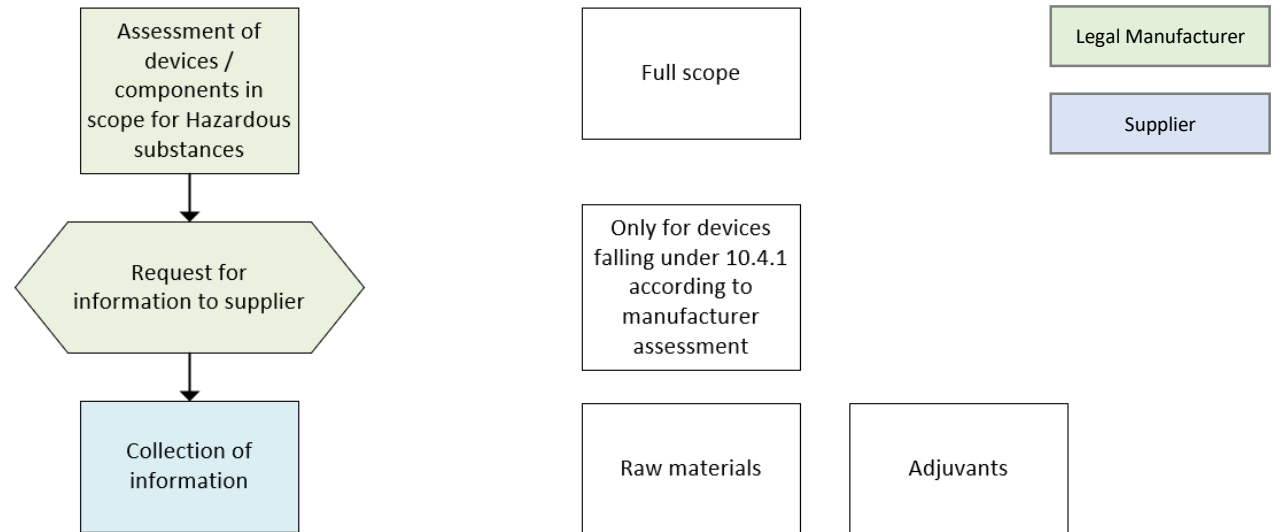 Assessment of
devices /
components in
scope for Hazardous
substances
Full scope
Legal Manufacturer
Supplier
Request for
information to supplier
Only for devices
falling under 10.4.1
according to
manufacturer
assessment
Collection of
information
Raw materials
Adjuvants